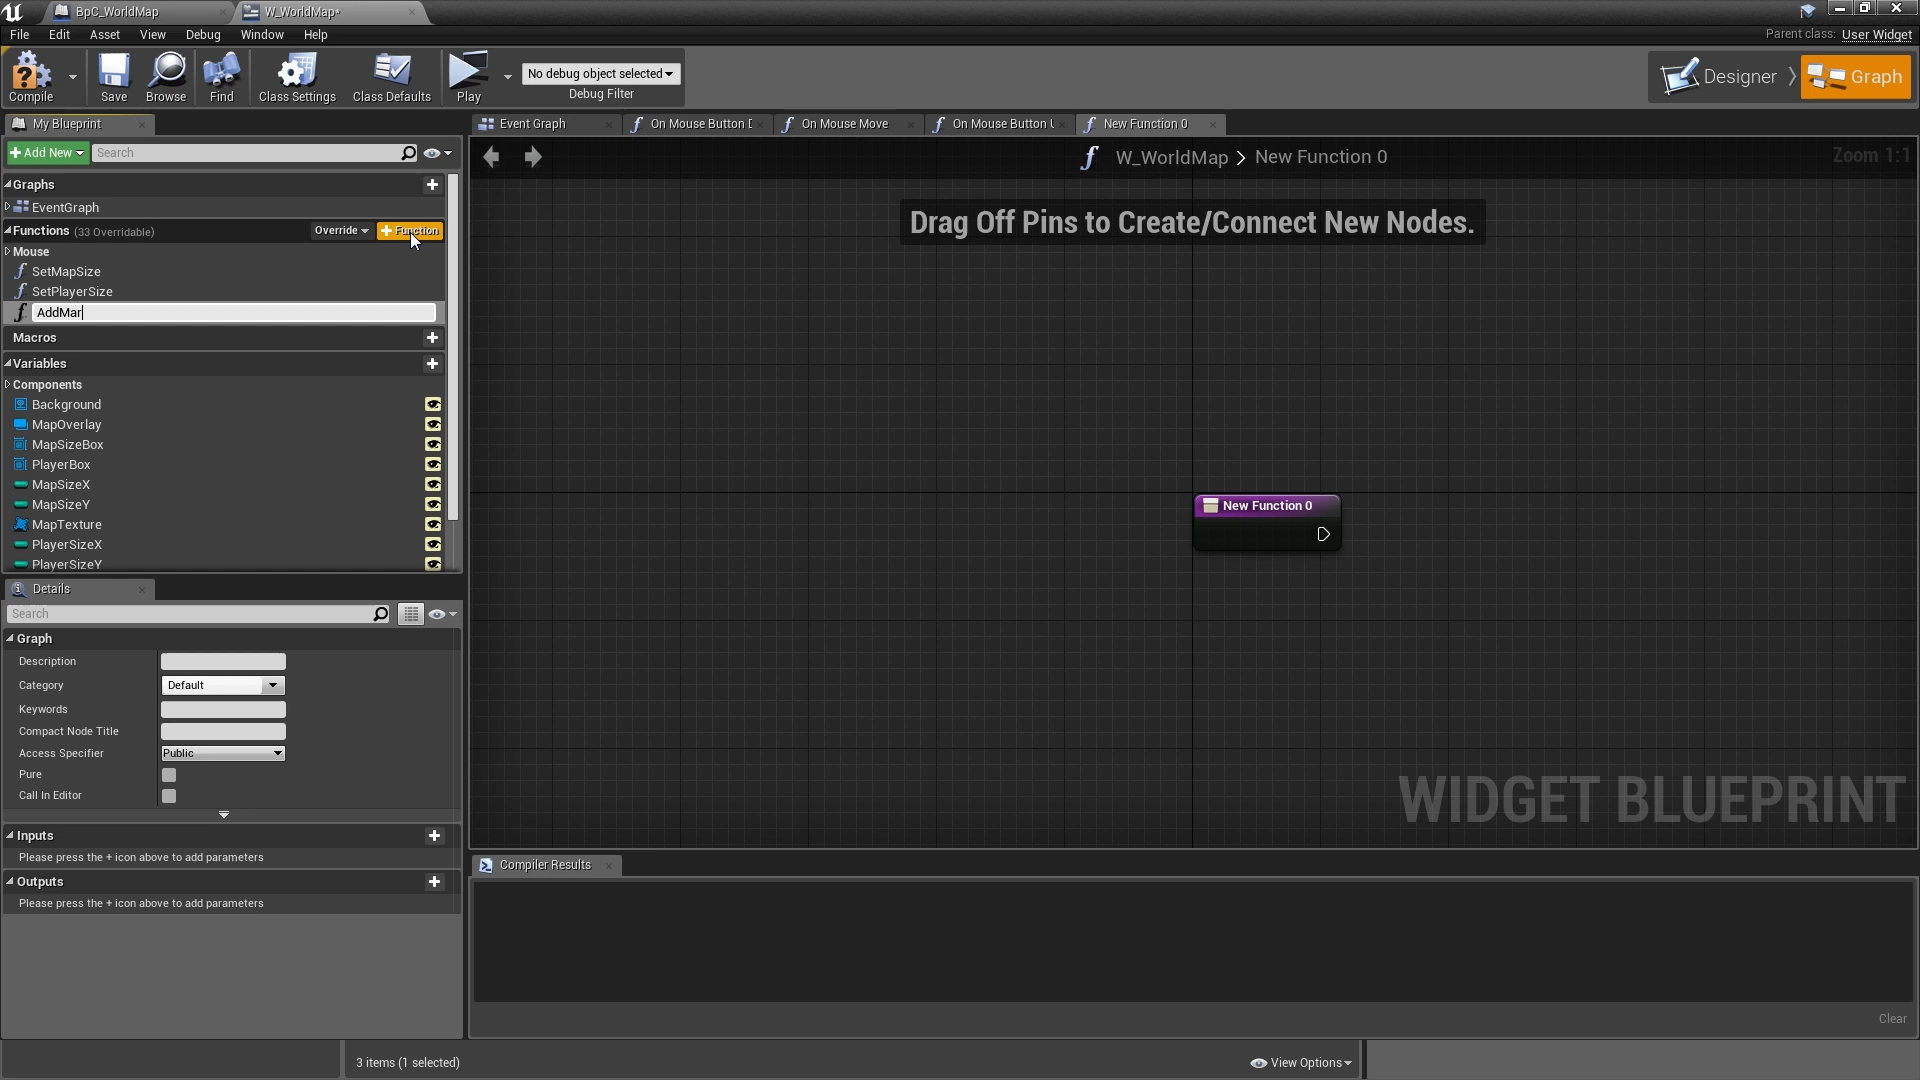 BpC_WorldMap
W_WorldMap*
File Edit Asset View Debug Window Help
Parent class: User Widget
Compile
Save
Browse
Find
Class Settings
Class Defaults
Play
No debug object selected
Debug Filter
Designer
Graph
My Blueprint
Event Graph
On Mouse Button D
On Mouse Move
On Mouse Button U
New Function 0
Add New
Search
W_WorldMap > New Function 0
Zoom 1:1
Graphs
EventGraph
Functions (33 Overridable)
Override
Function
Mouse
SetMapSize
SetPlayerSize
AddMar
Macros
Variables
Components
Background
MapOverlay
MapSizeBox
PlayerBox
MapSizeX
MapSizeY
MapTexture
PlayerSizeX
PlayerSizeY
Drag Off Pins to Create/Connect New Nodes.
New Function 0
WIDGET BLUEPRINT
Details
Search
Graph
Description
Category
Default
Keywords
Compact Node Title
Access Specifier
Public
Pure
Call In Editor
Inputs
Please press the + icon above to add parameters
Outputs
Please press the + icon above to add parameters
Compiler Results
Clear
3 items (1 selected)
View Options